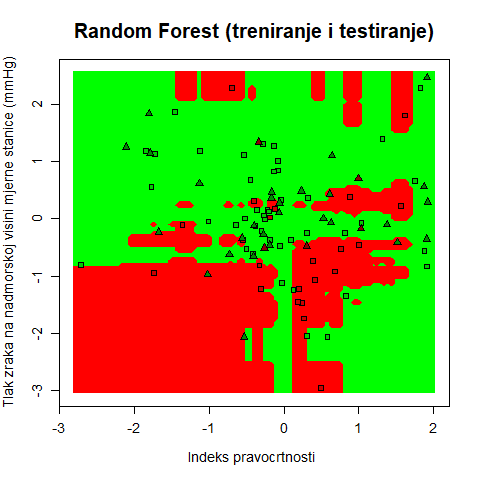 Random Forest (treniranje i testiranje)
Tlak zraka na nadmorskoj visini mjerne stanice (mmHg)
2
1
0
-1
-2
-3
-3 -2 -1 0 1 2
Indeks pravocrtnosti